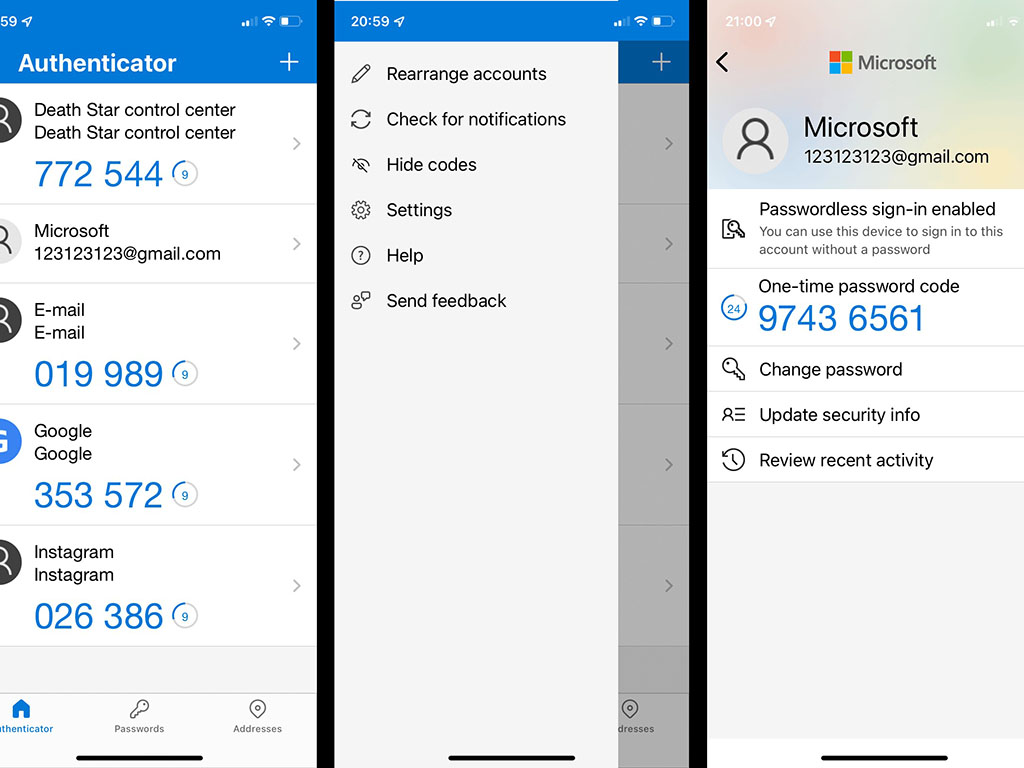 59
Authenticator
Death Star control center
Death Star control center
772 544
9
Microsoft
123123123@gmail.com
E-mail
E-mail
019 989
9
G
Google
Google
353 572
9
Instagram
Instagram
026 386
9
uthenticator
Passwords
Addresses
20:59
Rearrange accounts
Check for notifications
Hide codes
Settings
Help
Send feedback
dresses
21:00
Microsoft
Microsoft
123123123@gmail.com
Passwordless sign-in enabled
You can use this device to sign in to this
account without a password
One-time password code
24
9743 6561
Change password
Update security info
Review recent activity